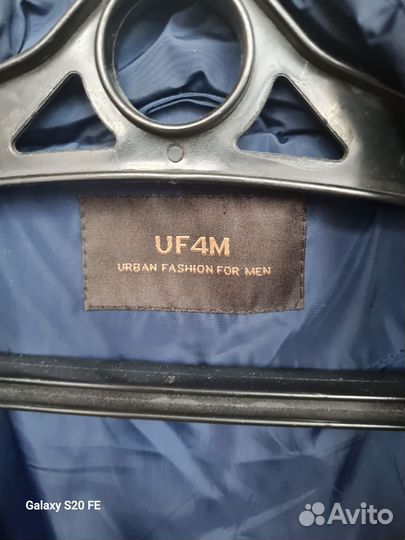 UF4M
URBAN FASHION FOR MEN
Galaxy S20 FE
Avito